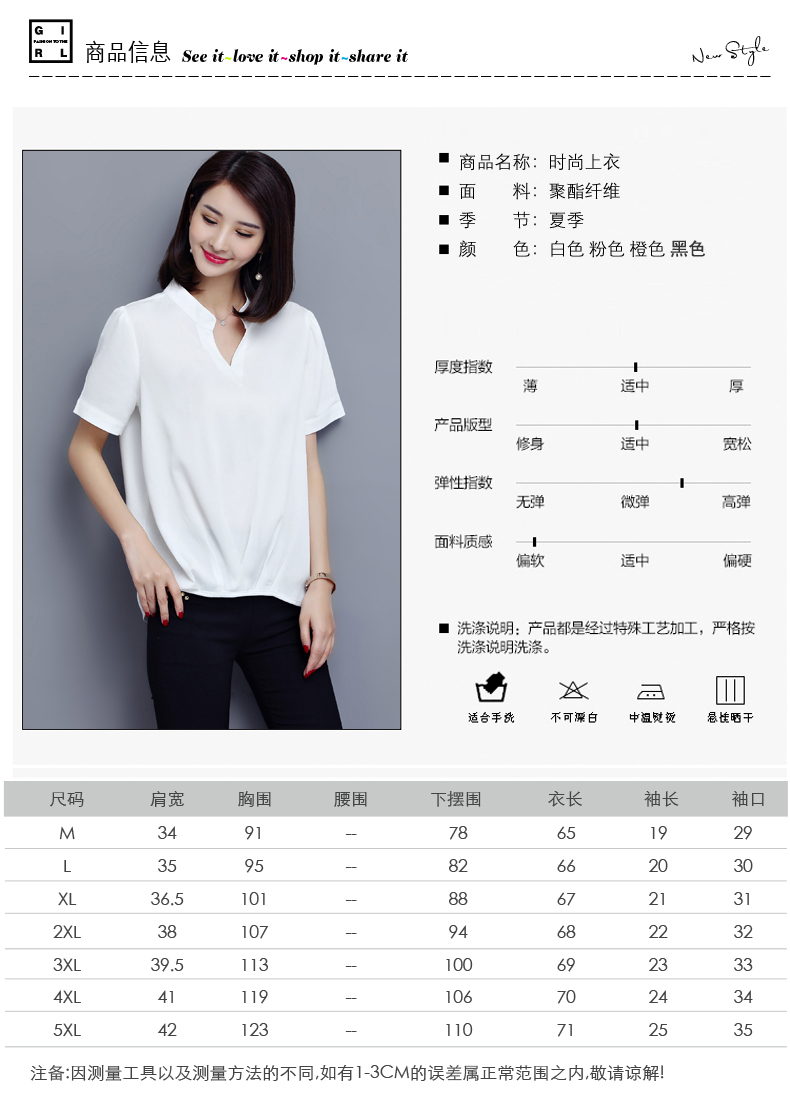 G I
FASHION TO THE
R L
商品信息 See it~love it~shop it~share it
New Style
■ 商品名称：时尚上衣
■ 面 料：聚酯纤维
■ 季 节：夏季
■ 颜 色：白色 粉色 橙色 黑色
厚度指数
薄 适中 厚
产品版型
修身 适中 宽松
弹性指数
无弹 微弹 高弹
面料质感
偏软 适中 偏硬
■ 洗涤说明：产品都是经过特殊工艺加工，严格按
洗涤说明洗涤。
适合手洗 不可漂白 中温熨烫 悬挂晒干
尺码 肩宽 胸围 腰围 下摆围 衣长 袖长 袖口
M 34 91 -- 78 65 19 29
L 35 95 -- 82 66 20 30
XL 36.5 101 -- 88 67 21 31
2XL 38 107 -- 94 68 22 32
3XL 39.5 113 -- 100 69 23 33
4XL 41 119 -- 106 70 24 34
5XL 42 123 -- 110 71 25 35
注备:因测量工具以及测量方法的不同,如有1-3CM的误差属正常范围之内,敬请谅解!